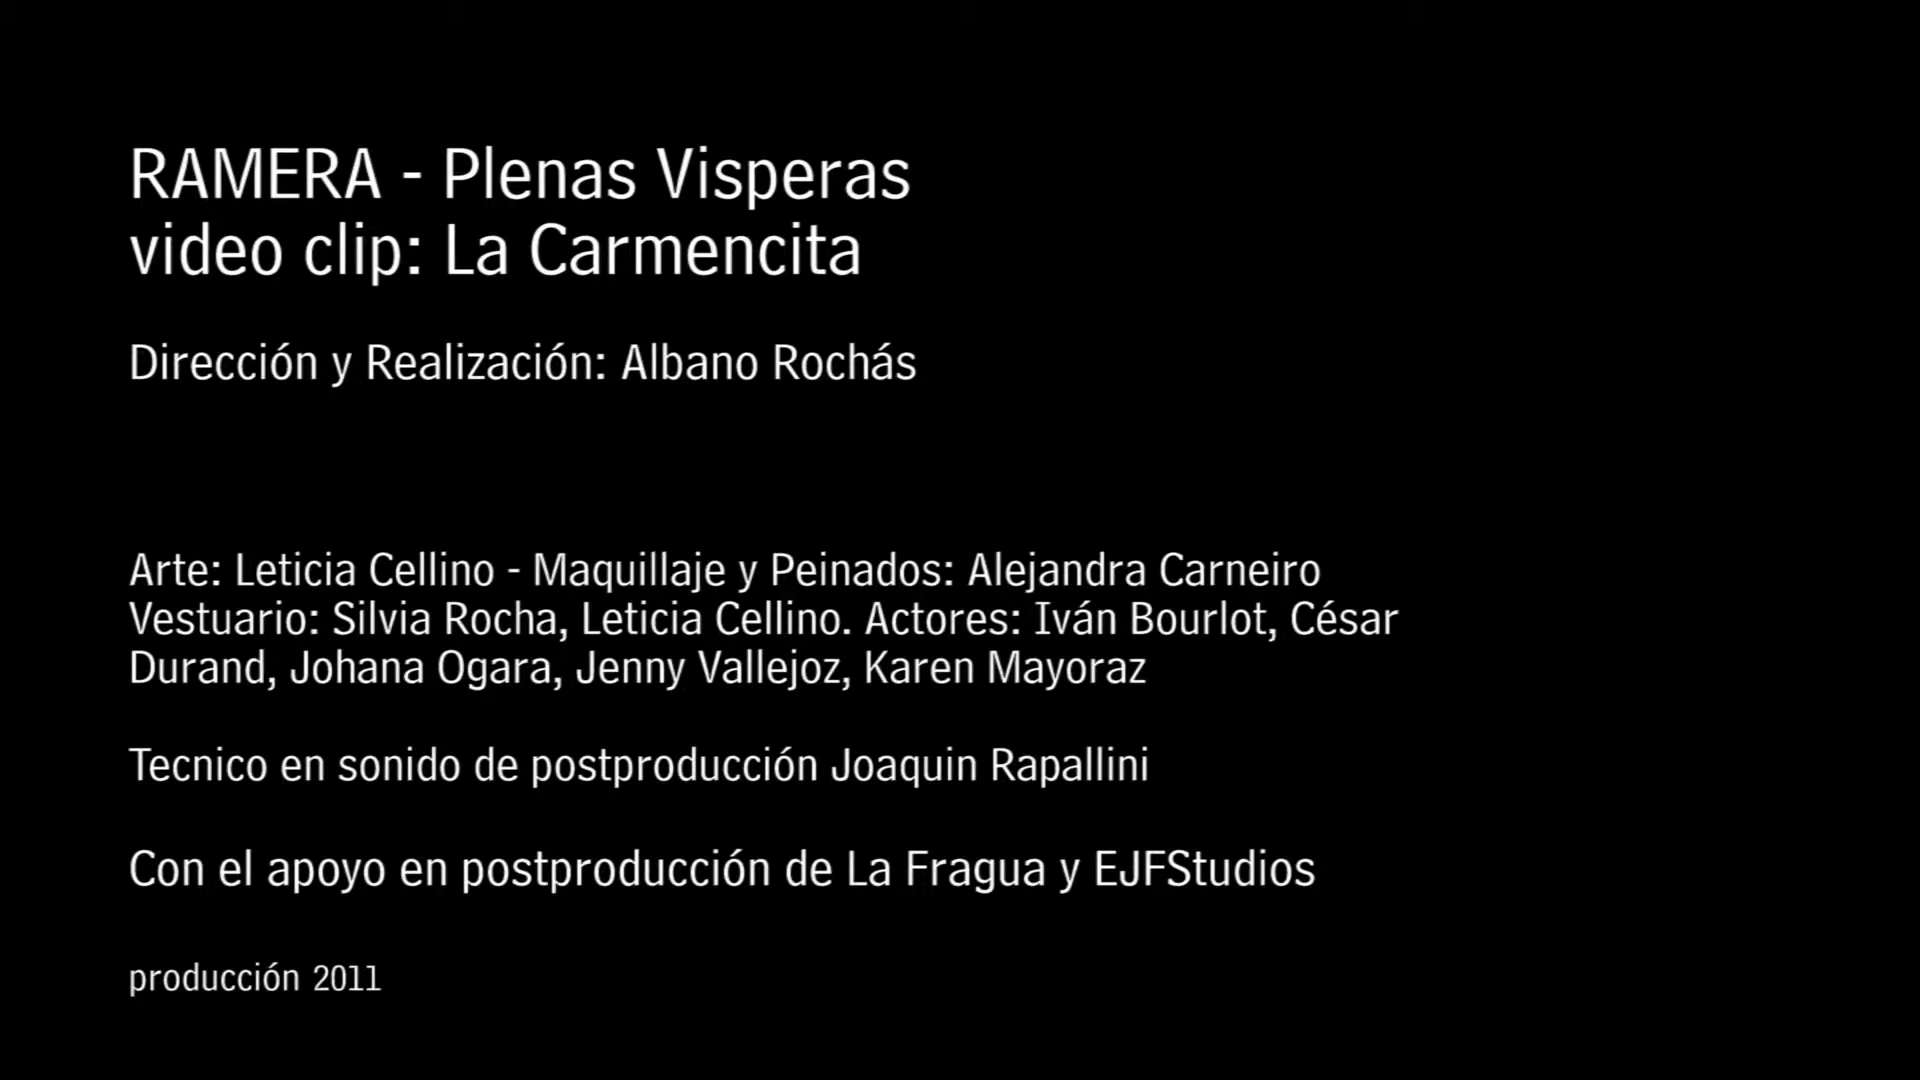 RAMERA - Plenas Visperas
video clip: La Carmencita
Dirección y Realización: Albano Rochás
Arte: Leticia Cellino - Maquillaje y Peinados: Alejandra Carneiro
Vestuario: Silvia Rocha, Leticia Cellino. Actores: Iván Bourlot, César
Durand, Johana Ogara, Jenny Vallejoz, Karen Mayoraz
Tecnico en sonido de postproducción Joaquin Rapallini
Con el apoyo en postproducción de La Fragua y EJFStudios
producción 2011